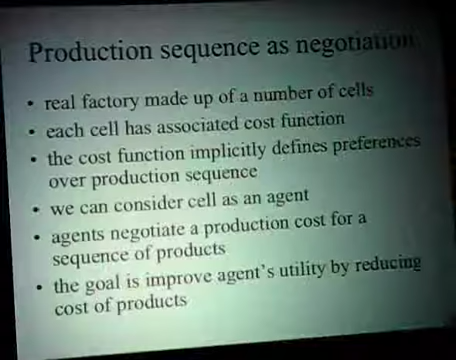 Production sequence as negotiation
• real factory made up of a number of cells
• each cell has associated cost function
• the cost function implicitly defines preferences
over production sequence
• we can consider cell as an agent
• agents negotiate a production cost for a
sequence of products
• the goal is improve agent's utility by reducing
cost of products